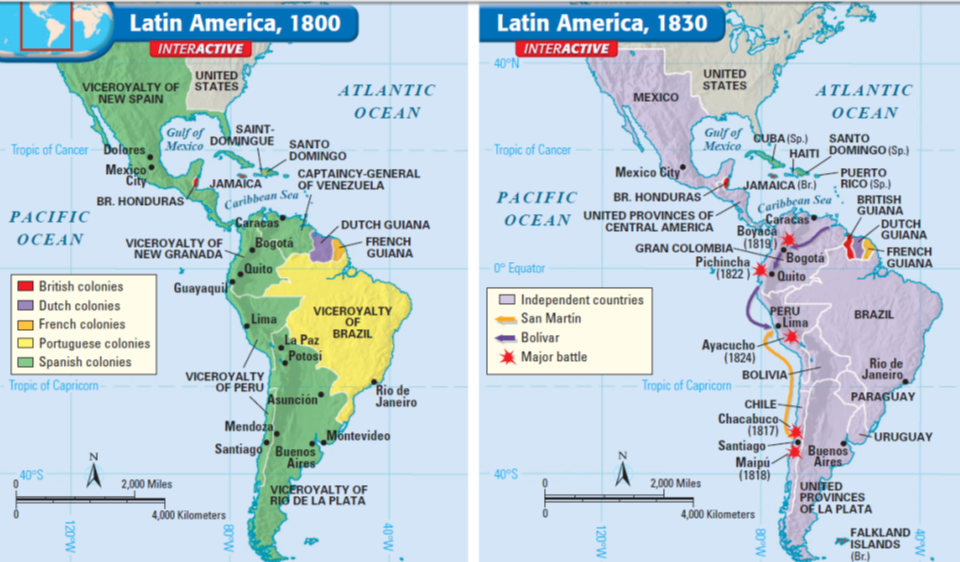 Latin America, 1800
INTERACTIVE
VICEROYALTY OF
NEW SPAIN
UNITED
STATES
ATLANTIC
OCEAN
Gulf of
Mexico
SAINT-
DOMINGUE
SANTO
DOMINGO
Tropic of Cancer
Dolores
Mexico
City
CAPTAINCY-GENERAL
OF VENEZUELA
JAMAICA
BR. HONDURAS
Caribbean Sea
PACIFIC
OCEAN
Caracas
DUTCH GUIANA
VICEROYALTY OF
NEW GRANADA
Bogotá
FRENCH
GUIANA
Quito
0° Equator
Guayaquil
British colonies
Dutch colonies
French colonies
Portuguese colonies
Spanish colonies
Lima
VICEROYALTY
OF
BRAZIL
La Paz
Potosí
VICEROYALTY
OF PERU
Tropic of Capricorn
Asunción
Rio de
Janeiro
Mendoza
Montevideo
Santiago
Buenos
Aires
40°S
N
0
2,000 Miles
0
4,000 Kilometers
VICEROYALTY OF
RIO DE LA PLATA
120°W
80°W
40°W
Latin America, 1830
INTERACTIVE
40°N
MEXICO
UNITED
STATES
ATLANTIC
OCEAN
Gulf of
Mexico
CUBA (Sp.)
SANTO
DOMINGO (Sp.)
HAITI
Tropic of Cancer
Mexico City
PUERTO
RICO (Sp.)
JAMAICA (Br.)
BR. HONDURAS
Caribbean Sea
PACIFIC
OCEAN
UNITED PROVINCES OF
CENTRAL AMERICA
Caracas
BRITISH
GUIANA
Boyacá
(1819)
DUTCH
GUIANA
GRAN COLOMBIA
Bogotá
FRENCH
GUIANA
Pichincha
(1822)
Quito
0° Equator
Independent countries
San Martín
Bolívar
Major battle
PERU
Lima
BRAZIL
Ayacucho
(1824)
BOLIVIA
Rio de
Janeiro
Tropic of Capricorn
PARAGUAY
CHILE
Chacabuco
(1817)
URUGUAY
Santiago
Buenos
Aires
Maipú
(1818)
40°S
N
0
2,000 Miles
0
4,000 Kilometers
UNITED
PROVINCES
OF LA PLATA
FALKLAND
ISLANDS
(Br.)
120°W
80°W
40°W